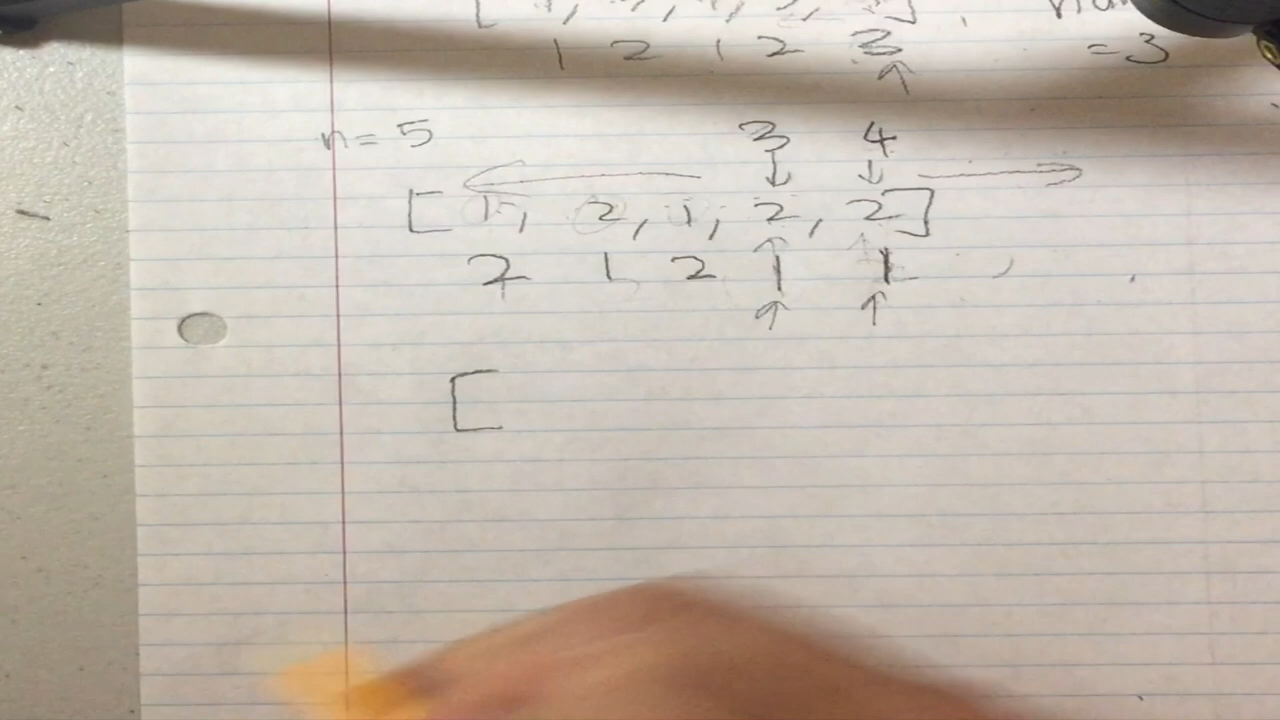 1 2 1 2 3
= 3
n = 5
3 4
[ 1, 2, 1, 2, 2 ]
2 1 2 1 1
[